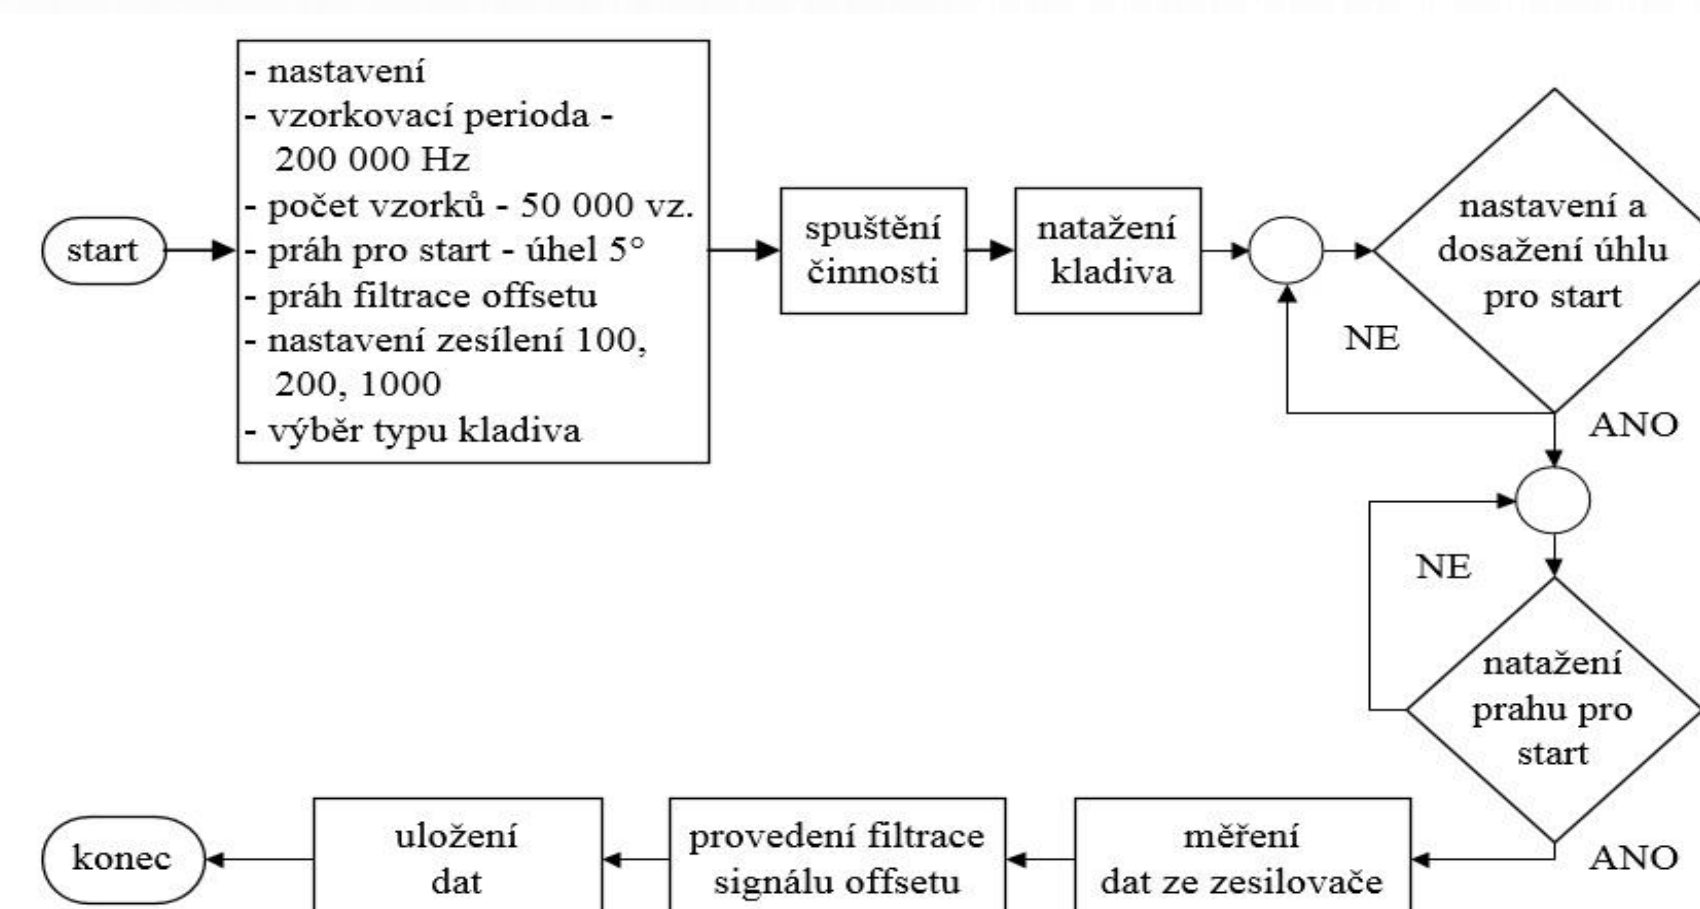 start
- nastavení
- vzorkovací perioda -
200 000 Hz
- počet vzorků - 50 000 vz.
- práh pro start - úhel 5°
- práh filtrace offsetu
- nastavení zesílení 100,
200, 1000
- výběr typu kladiva
spuštění
činnosti
natažení
kladiva
nastavení a
dosažení úhlu
pro start
NE
ANO
NE
natažení
prahu pro
start
ANO
měření
dat ze zesilovače
provedení filtrace
signálu offsetu
uložení
dat
konec